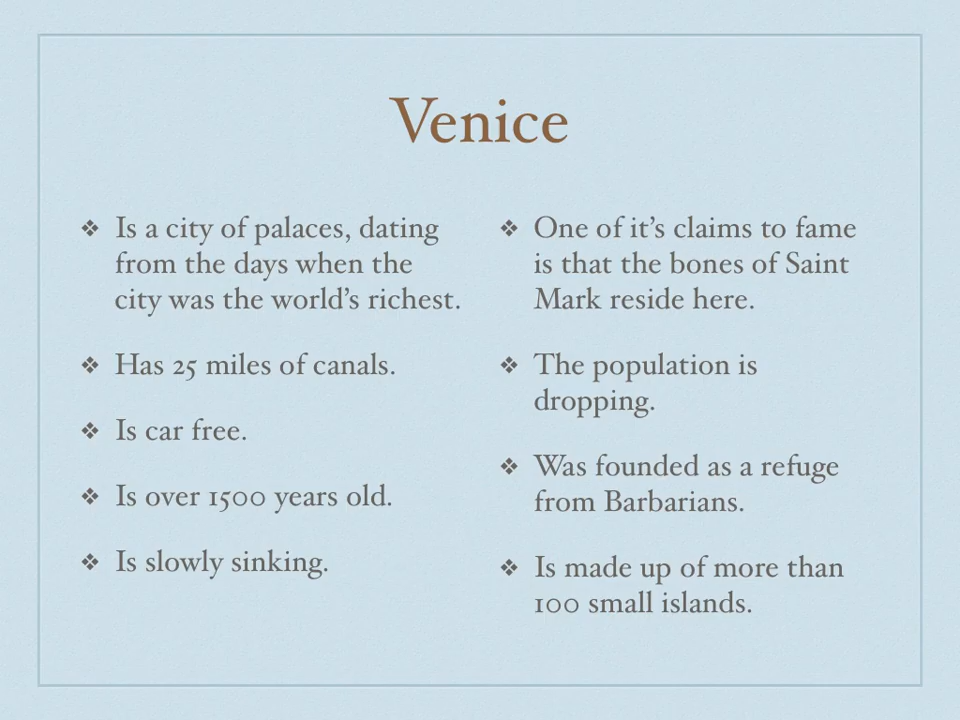 Venice
❖ Is a city of palaces, dating
from the days when the
city was the world’s richest.
❖ Has 25 miles of canals.
❖ Is car free.
❖ Is over 1500 years old.
❖ Is slowly sinking.
❖ One of it’s claims to fame
is that the bones of Saint
Mark reside here.
❖ The population is
dropping.
❖ Was founded as a refuge
from Barbarians.
❖ Is made up of more than
100 small islands.